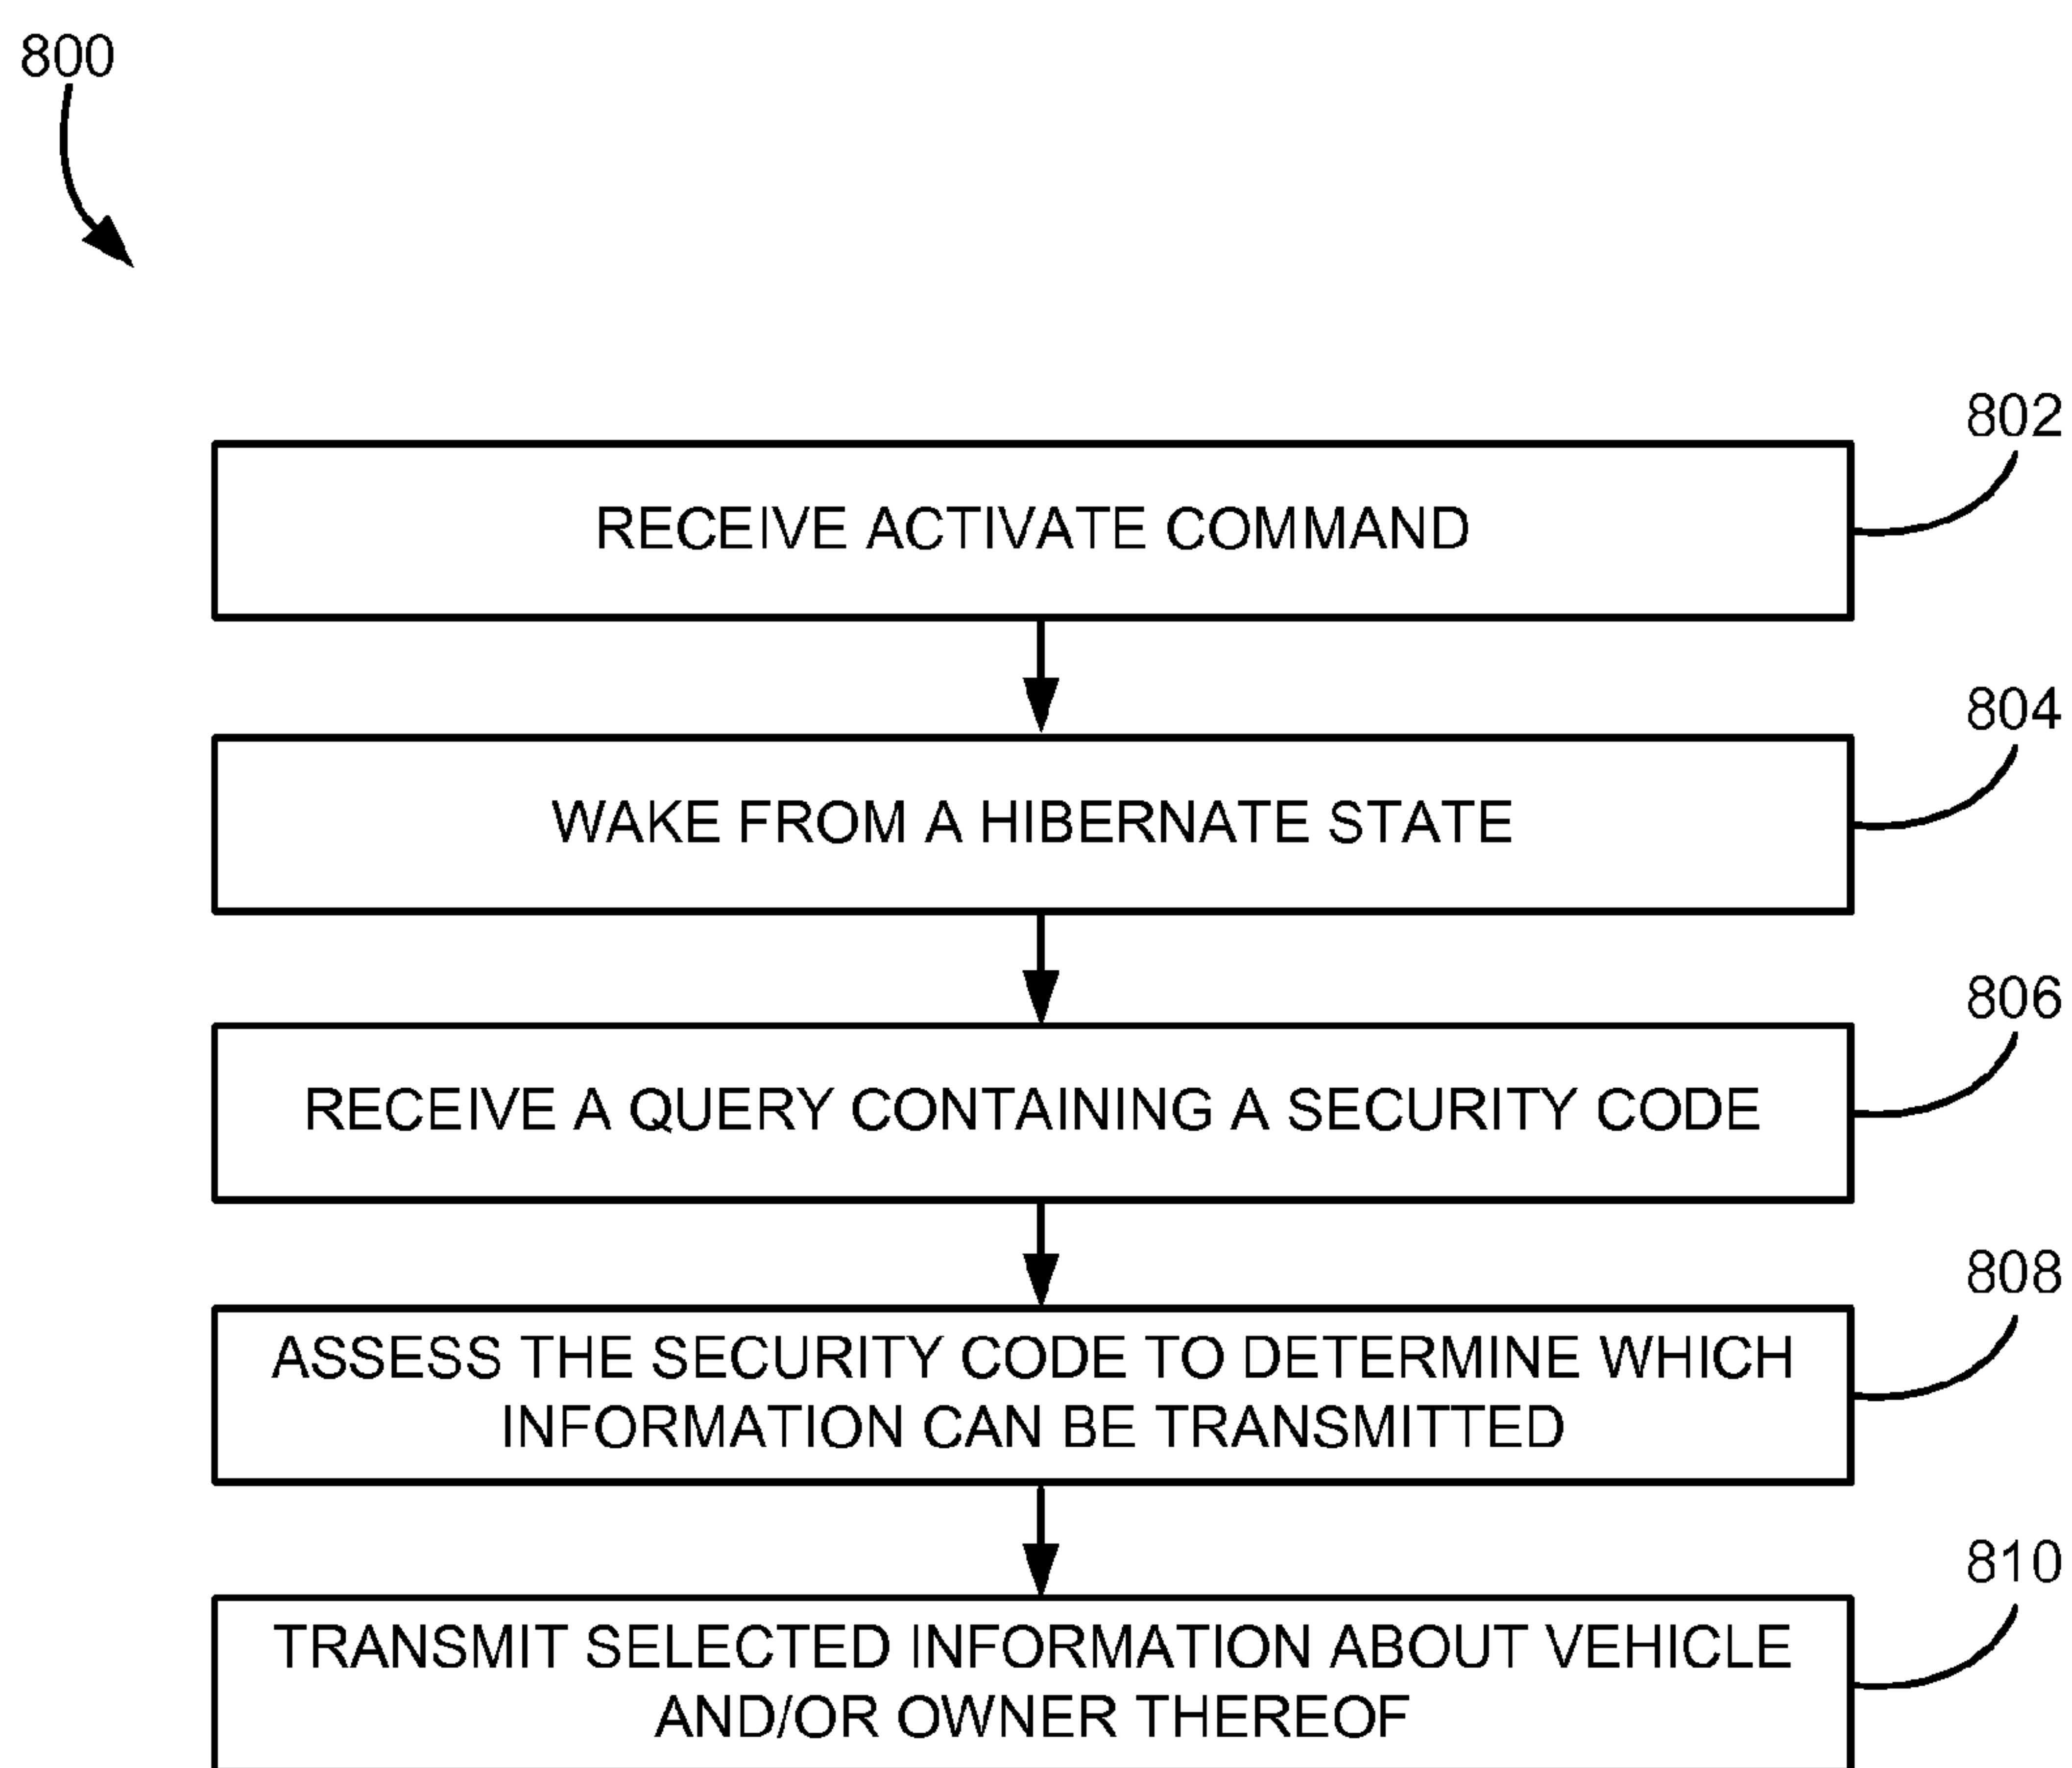 800
802
RECEIVE ACTIVATE COMMAND
804
WAKE FROM A HIBERNATE STATE
806
RECEIVE A QUERY CONTAINING A SECURITY CODE
808
ASSESS THE SECURITY CODE TO DETERMINE WHICH
INFORMATION CAN BE TRANSMITTED
810
TRANSMIT SELECTED INFORMATION ABOUT VEHICLE
AND/OR OWNER THEREOF